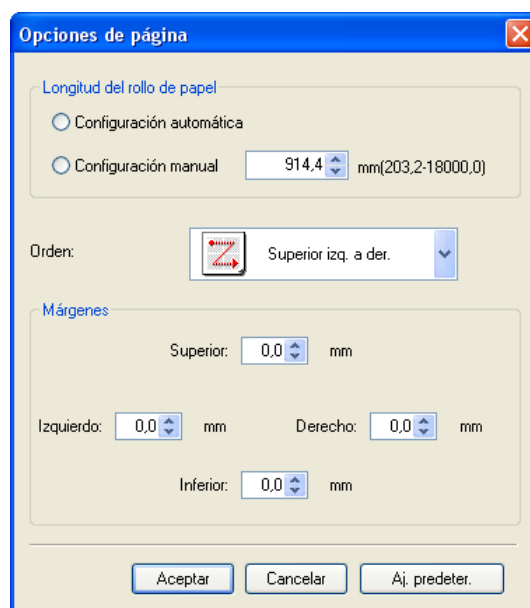 Opciones de página
Longitud del rollo de papel
Configuración automática
Configuración manual 914,4 mm(203,2-18000,0)
Orden: Superior izq. a der.
Márgenes
Superior: 0,0 mm
Izquierdo: 0,0 mm Derecho: 0,0 mm
Inferior: 0,0 mm
Aceptar Cancelar Aj. predeter.